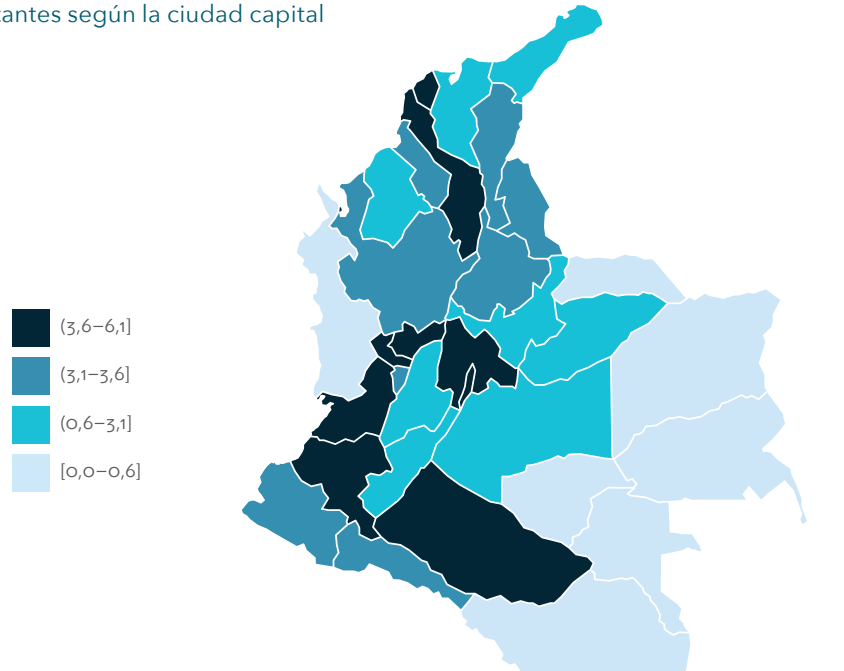 según la ciudad capital
(3,6–6,1]
(3,1–3,6]
(0,6–3,1]
[0,0–0,6]